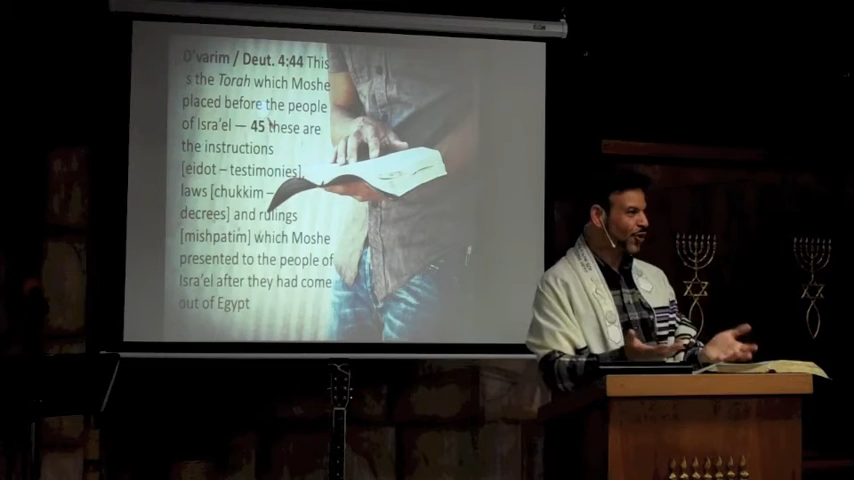 D'varim / Deut. 4:44 This
s the Torah which Moshe
placed before the people
of Isra'el – 45 these are
the instructions
[eidot – testimonies],
laws [chukkim –
decrees] and rulings
[mishpatim] which Moshe
presented to the people of
Isra'el after they had come
out of Egypt